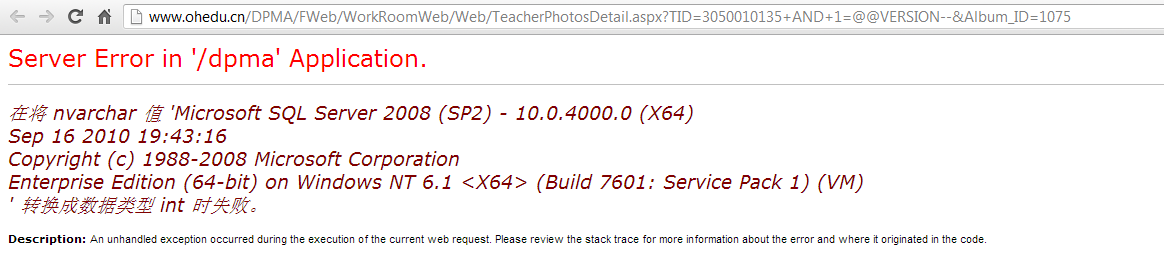 www.ohedu.cn/DPMA/FWeb/WorkRoomWeb/Web/TeacherPhotosDetail.aspx?TID=3050010135+AND+1=@@VERSION--&Album_ID=1075
Server Error in '/dpma' Application.
在将 nvarchar 值 'Microsoft SQL Server 2008 (SP2) - 10.0.4000.0 (X64)
Sep 16 2010 19:43:16
Copyright (c) 1988-2008 Microsoft Corporation
Enterprise Edition (64-bit) on Windows NT 6.1 <X64> (Build 7601: Service Pack 1) (VM)
' 转换成数据类型 int 时失败。
Description: An unhandled exception occurred during the execution of the current web request. Please review the stack trace for more information about the error and where it originated in the code.